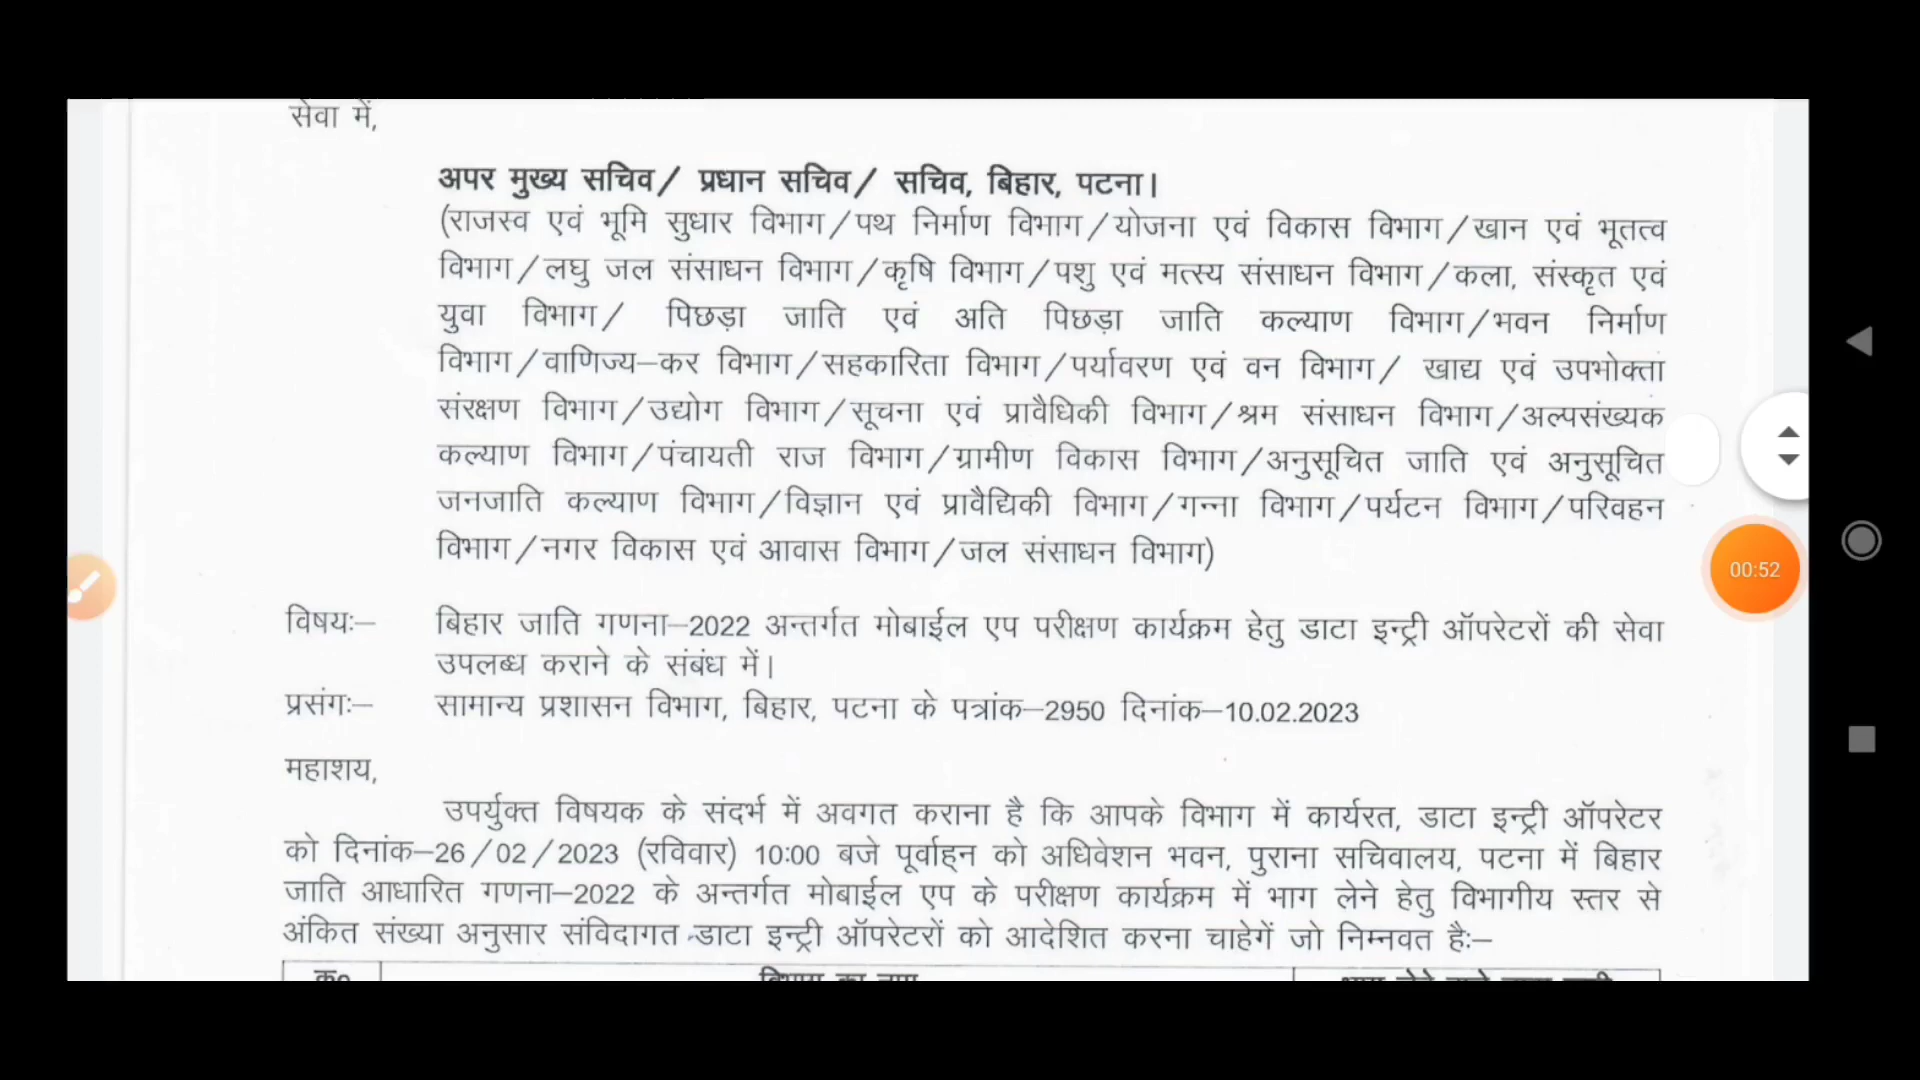 सेवा में,
अपर मुख्य सचिव/ प्रधान सचिव/ सचिव, बिहार, पटना।
(राजस्व एवं भूमि सुधार विभाग/पथ निर्माण विभाग/योजना एवं विकास विभाग/खान एवं भूतत्व
विभाग/लघु जल संसाधन विभाग/कृषि विभाग/पशु एवं मत्स्य संसाधन विभाग/कला, संस्कृत एवं
युवा विभाग/ पिछड़ा जाति एवं अति पिछड़ा जाति कल्याण विभाग/भवन निर्माण
विभाग/वाणिज्य–कर विभाग/सहकारिता विभाग/पर्यावरण एवं वन विभाग/ खाद्य एवं उपभोक्ता
संरक्षण विभाग/उद्योग विभाग/सूचना एवं प्रावैधिकी विभाग/श्रम संसाधन विभाग/अल्पसंख्यक
कल्याण विभाग/पंचायती राज विभाग/ग्रामीण विकास विभाग/अनुसूचित जाति एवं अनुसूचित
जनजाति कल्याण विभाग/विज्ञान एवं प्रावैद्यिकी विभाग/गन्ना विभाग/पर्यटन विभाग/परिवहन
विभाग/नगर विकास एवं आवास विभाग/जल संसाधन विभाग)
00:52
विषयः– बिहार जाति गणना–2022 अन्तर्गत मोबाईल एप परीक्षण कार्यक्रम हेतु डाटा इन्ट्री ऑपरेटरों की सेवा
उपलब्ध कराने के संबंध में।
प्रसंगः– सामान्य प्रशासन विभाग, बिहार, पटना के पत्रांक–2950 दिनांक–10.02.2023
महाशय,
उपर्युक्त विषयक के संदर्भ में अवगत कराना है कि आपके विभाग में कार्यरत, डाटा इन्ट्री ऑपरेटर
को दिनांक–26/02/2023 (रविवार) 10:00 बजे पूर्वाह्न को अधिवेशन भवन, पुराना सचिवालय, पटना में बिहार
जाति आधारित गणना–2022 के अन्तर्गत मोबाईल एप के परीक्षण कार्यक्रम में भाग लेने हेतु विभागीय स्तर से
अंकित संख्या अनुसार संविदागत डाटा इन्ट्री ऑपरेटरों को आदेशित करना चाहेगें जो निम्नवत हैः–
क्र० विभाग का नाम